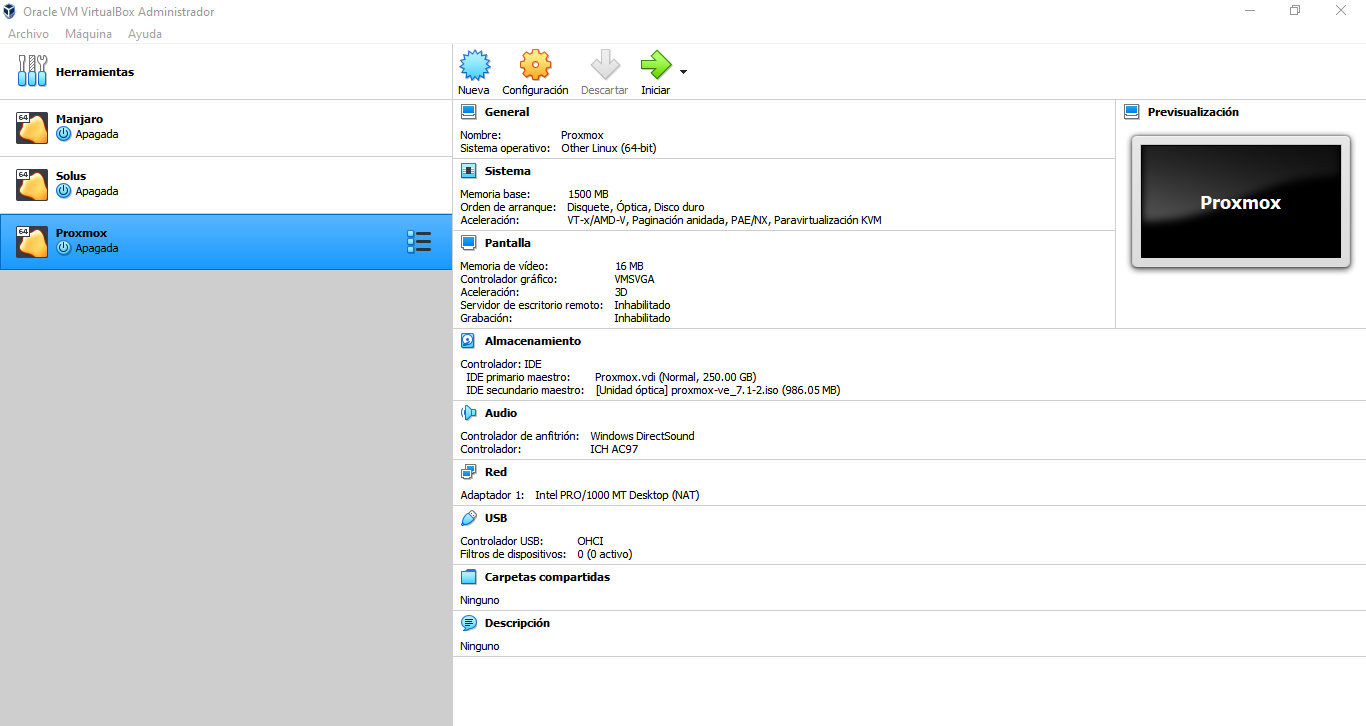 Oracle VM VirtualBox Administrador
Archivo Máquina Ayuda
Herramientas
64
Manjaro
Apagada
64
Solus
Apagada
64
Proxmox
Apagada
Nueva Configuración Descartar Iniciar
General
Nombre: Proxmox
Sistema operativo: Other Linux (64-bit)
Sistema
Memoria base: 1500 MB
Orden de arranque: Disquete, Óptica, Disco duro
Aceleración: VT-x/AMD-V, Paginación anidada, PAE/NX, Paravirtualización KVM
Pantalla
Memoria de vídeo: 16 MB
Controlador gráfico: VMSVGA
Aceleración: 3D
Servidor de escritorio remoto: Inhabilitado
Grabación: Inhabilitado
Previsualización
Proxmox
Almacenamiento
Controlador: IDE
IDE primario maestro: Proxmox.vdi (Normal, 250.00 GB)
IDE secundario maestro: [Unidad óptica] proxmox-ve_7.1-2.iso (986.05 MB)
Audio
Controlador de anfitrión: Windows DirectSound
Controlador: ICH AC97
Red
Adaptador 1: Intel PRO/1000 MT Desktop (NAT)
USB
Controlador USB: OHCI
Filtros de dispositivos: 0 (0 activo)
Carpetas compartidas
Ninguno
Descripción
Ninguno